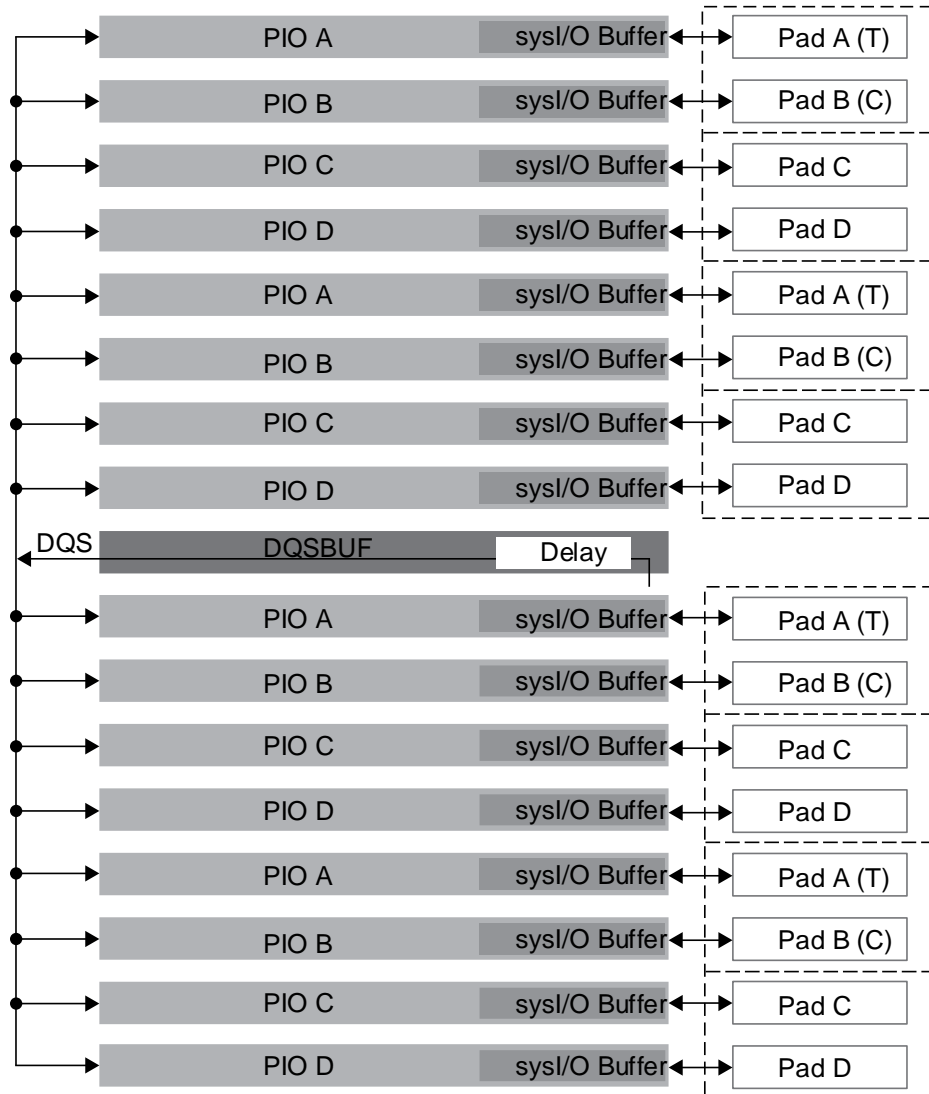 PIO A sysI/O Buffer Pad A (T)
PIO B sysI/O Buffer Pad B (C)
PIO C sysI/O Buffer Pad C
PIO D sysI/O Buffer Pad D
PIO A sysI/O Buffer Pad A (T)
PIO B sysI/O Buffer Pad B (C)
PIO C sysI/O Buffer Pad C
PIO D sysI/O Buffer Pad D
DQS DQSBUF Delay
PIO A sysI/O Buffer Pad A (T)
PIO B sysI/O Buffer Pad B (C)
PIO C sysI/O Buffer Pad C
PIO D sysI/O Buffer Pad D
PIO A sysI/O Buffer Pad A (T)
PIO B sysI/O Buffer Pad B (C)
PIO C sysI/O Buffer Pad C
PIO D sysI/O Buffer Pad D